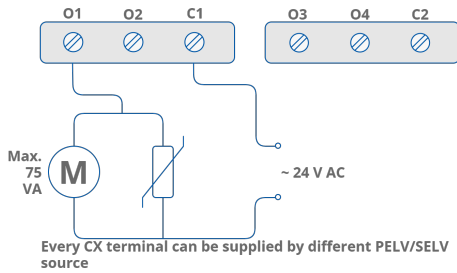 O1 O2 C1 O3 O4 C2
Max.
75
VA
M
~ 24 V AC
Every CX terminal can be supplied by different PELV/SELV
source